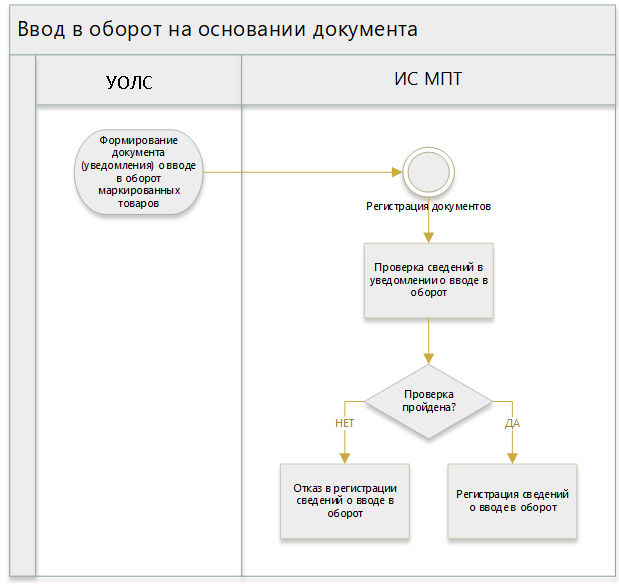 Ввод в оборот на основании документа
УОЛС
ИС МПТ
Формирование
документа
(уведомления) о вводе
в оборот
маркированных
товаров
Регистрация документов
Проверка сведений в
уведомлении о вводе в
оборот
Проверка
пройдена?
НЕТ
ДА
Отказ в регистрации
сведений о вводе в
оборот
Регистрация сведений
о вводе в оборот